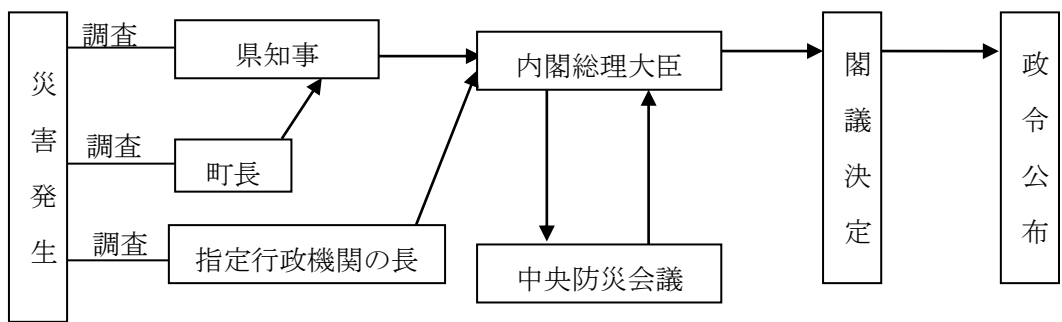 災害発生
調査
県知事
調査
町長
調査
指定行政機関の長
内閣総理大臣
中央防災会議
閣議決定
政令公布